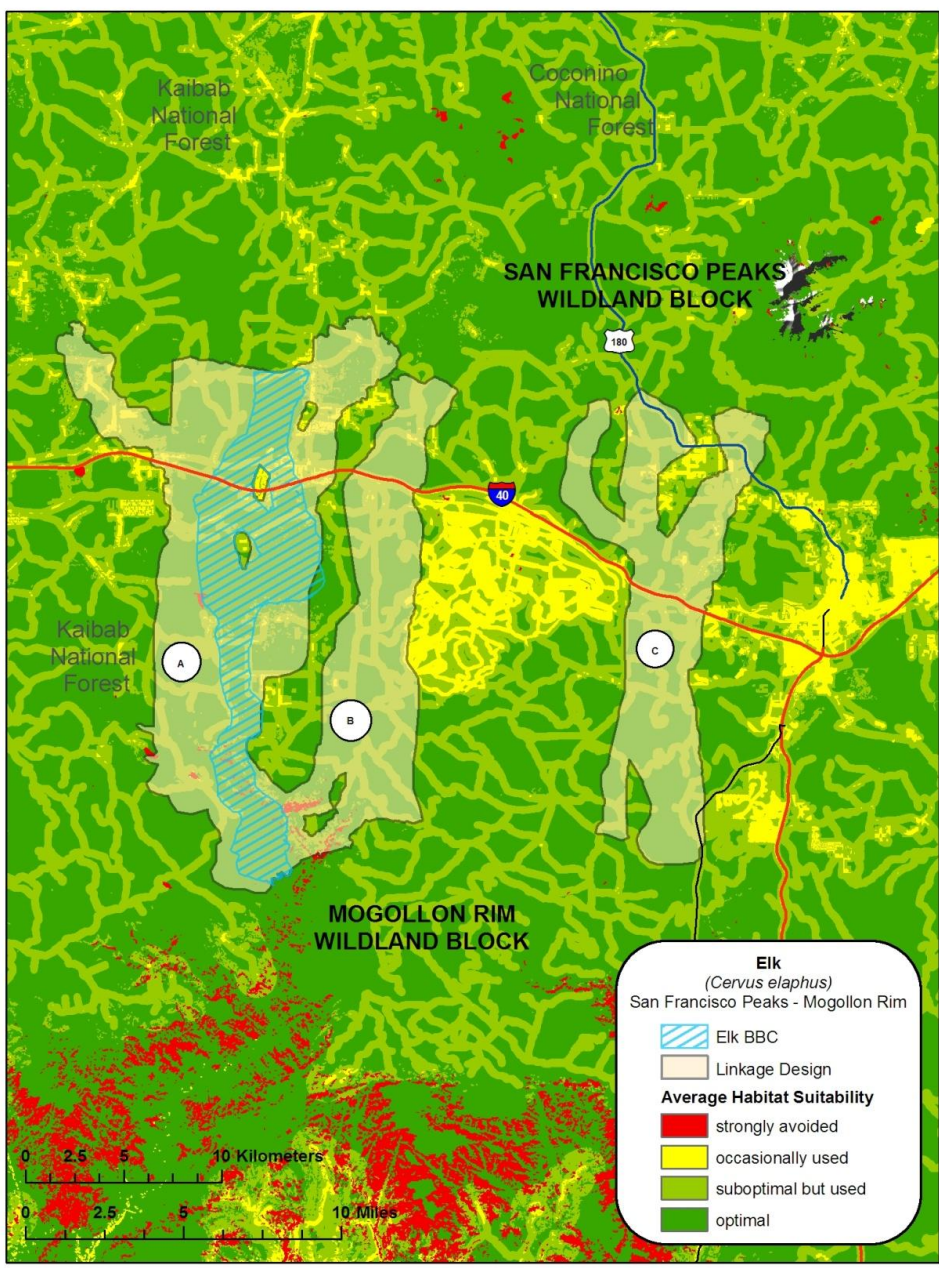 Kaibab
National
Forest
Coconino
National
Forest
SAN FRANCISCO PEAKS
WILDLAND BLOCK
180
40
Kaibab
National
Forest
A
B
C
MOGOLLON RIM
WILDLAND BLOCK
Elk
(Cervus elaphus)
San Francisco Peaks - Mogollon Rim
Elk BBC
Linkage Design
Average Habitat Suitability
strongly avoided
occasionally used
suboptimal but used
optimal
0 2.5 5 10 Kilometers
0 2.5 5 10 Miles